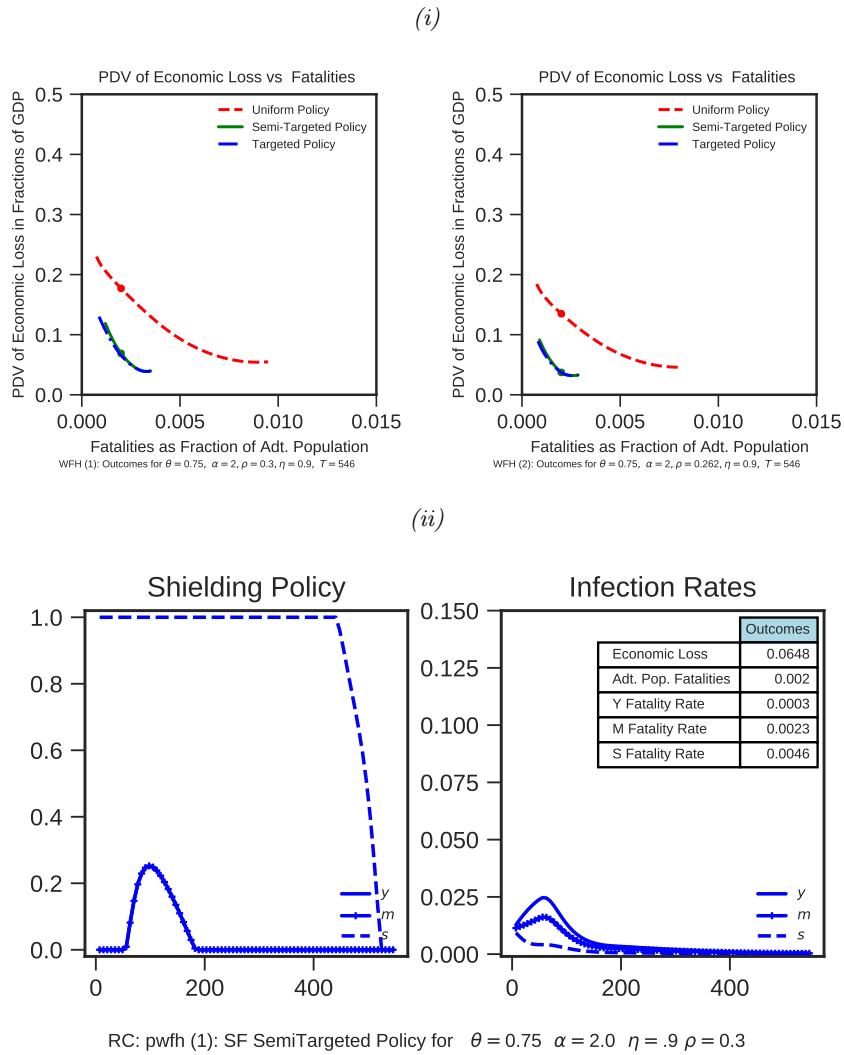 (i)
PDV of Economic Loss vs Fatalities
PDV of Economic Loss in Fractions of GDP
0.5
0.4
0.3
0.2
0.1
0.0
Uniform Policy
Semi-Targeted Policy
Targeted Policy
0.000 0.005 0.010 0.015
Fatalities as Fraction of Adt. Population
WFH (1): Outcomes for θ = 0.75, α = 2, ρ = 0.3, η = 0.9, T = 546
PDV of Economic Loss vs Fatalities
PDV of Economic Loss in Fractions of GDP
0.5
0.4
0.3
0.2
0.1
0.0
Uniform Policy
Semi-Targeted Policy
Targeted Policy
0.000 0.005 0.010 0.015
Fatalities as Fraction of Adt. Population
WFH (2): Outcomes for θ = 0.75, α = 2, ρ = 0.262, η = 0.9, T = 546
(ii)
Shielding Policy
1.0
0.8
0.6
0.4
0.2
0.0
y
m
s
0 200 400
Infection Rates
0.150
0.125
0.100
0.075
0.050
0.025
0.000
Outcomes
Economic Loss 0.0648
Adt. Pop. Fatalities 0.002
Y Fatality Rate 0.0003
M Fatality Rate 0.0023
S Fatality Rate 0.0046
y
m
s
0 200 400
RC: pwfh (1): SF SemiTargeted Policy for θ = 0.75 α = 2.0 η = .9 ρ = 0.3